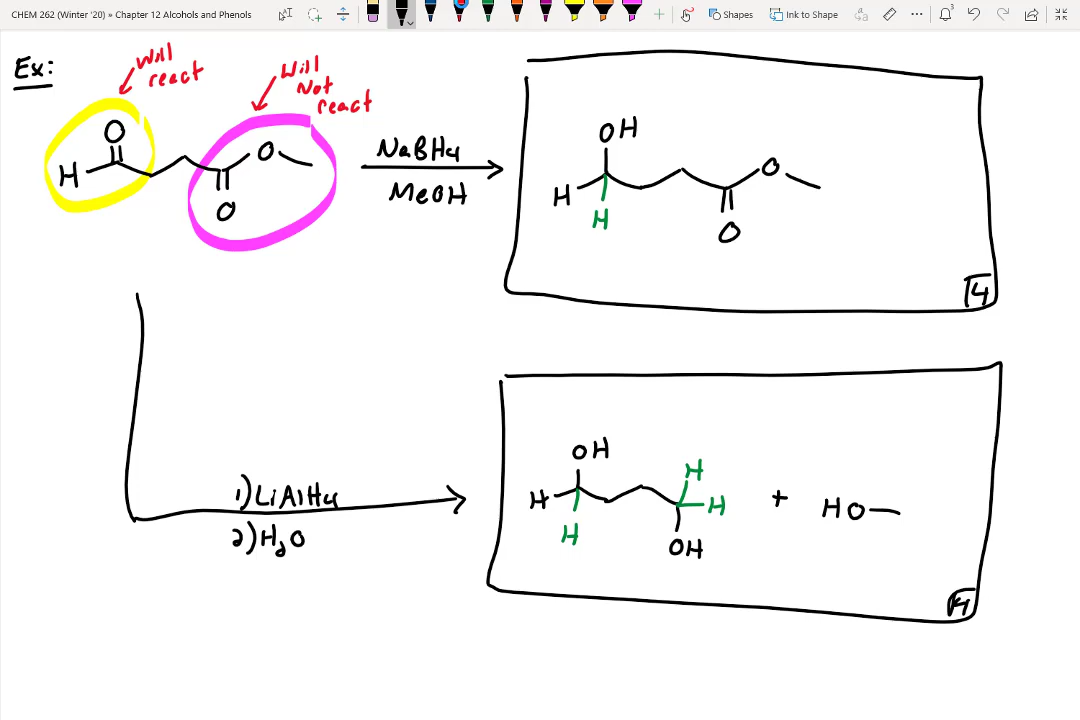 CHEM 262 (Winter '20) » Chapter 12 Alcohols and Phenols
Shapes
Ink to Shape
Ex:
Will
react
Will
Not
react
O
H
O
O
NaBH4
MeOH
OH
H
H
O
O
14
1) LiAlH4
2) H2O
OH
H
H
H
H
OH
+
HO